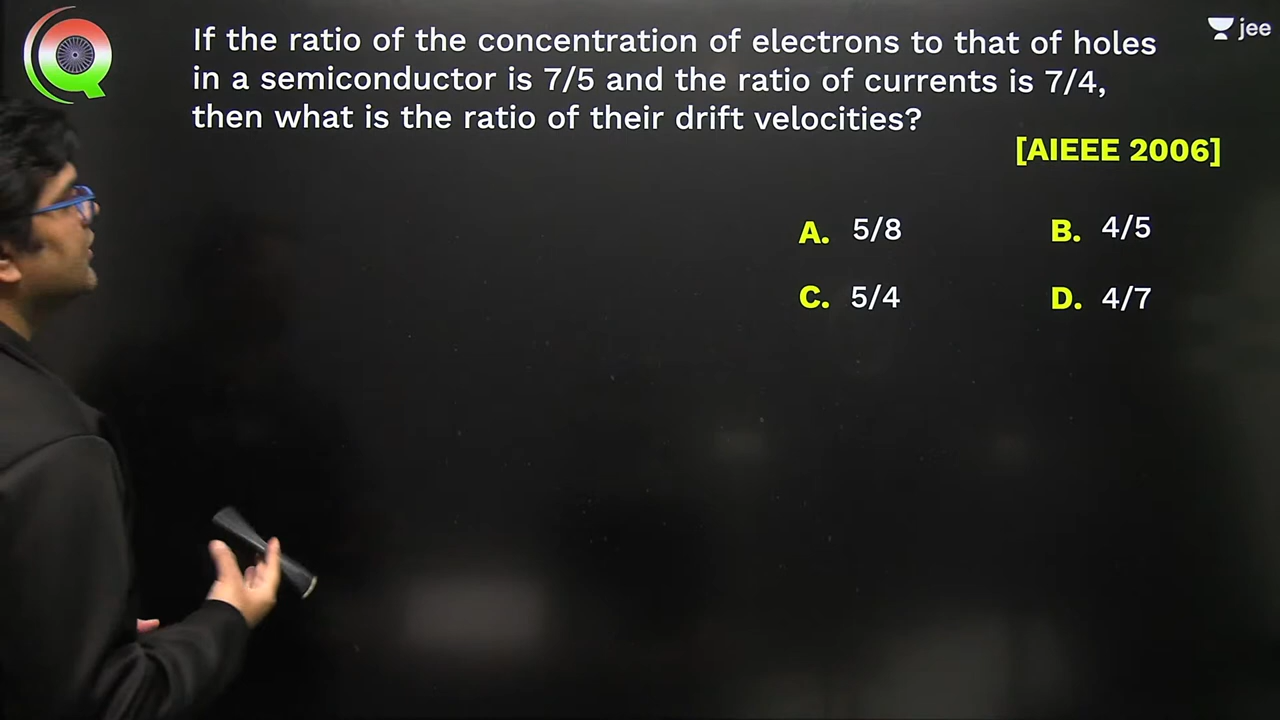 If the ratio of the concentration of electrons to that of holes
in a semiconductor is 7/5 and the ratio of currents is 7/4,
then what is the ratio of their drift velocities?
[AIEEE 2006]
A. 5/8
B. 4/5
C. 5/4
D. 4/7
jee